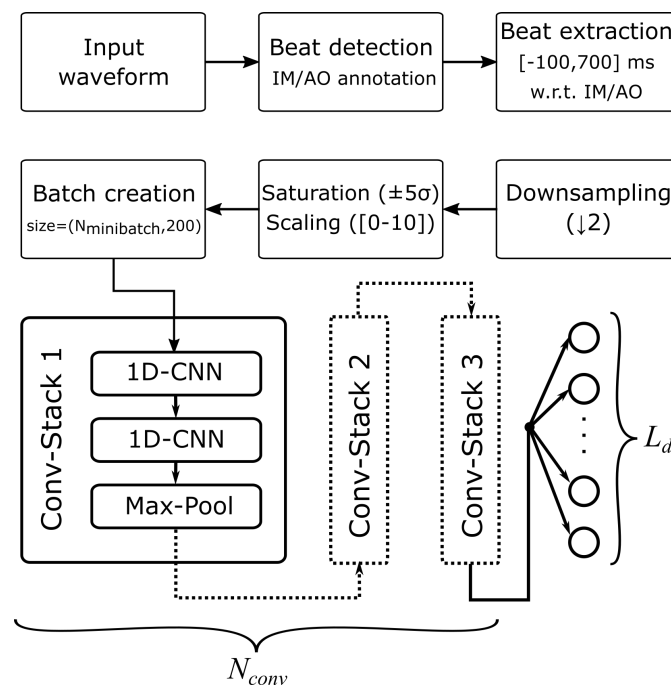 Input
waveform
Beat detection
IM/AO annotation
Beat extraction
[-100,700] ms
w.r.t. IM/AO
Batch creation
size=(Nminibatch,200)
Saturation (±5σ)
Scaling ([0-10])
Downsampling
(↓2)
Conv-Stack 1
1D-CNN
1D-CNN
Max-Pool
Conv-Stack 2
Conv-Stack 3
Ld
Nconv